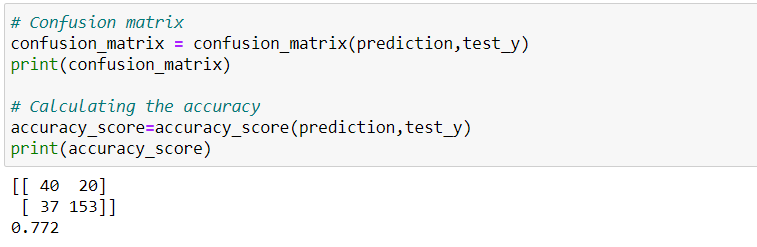 # Confusion matrix
confusion_matrix = confusion_matrix(prediction,test_y)
print(confusion_matrix)
# Calculating the accuracy
accuracy_score=accuracy_score(prediction,test_y)
print(accuracy_score)
[[ 40  20]
 [ 37 153]]
0.772